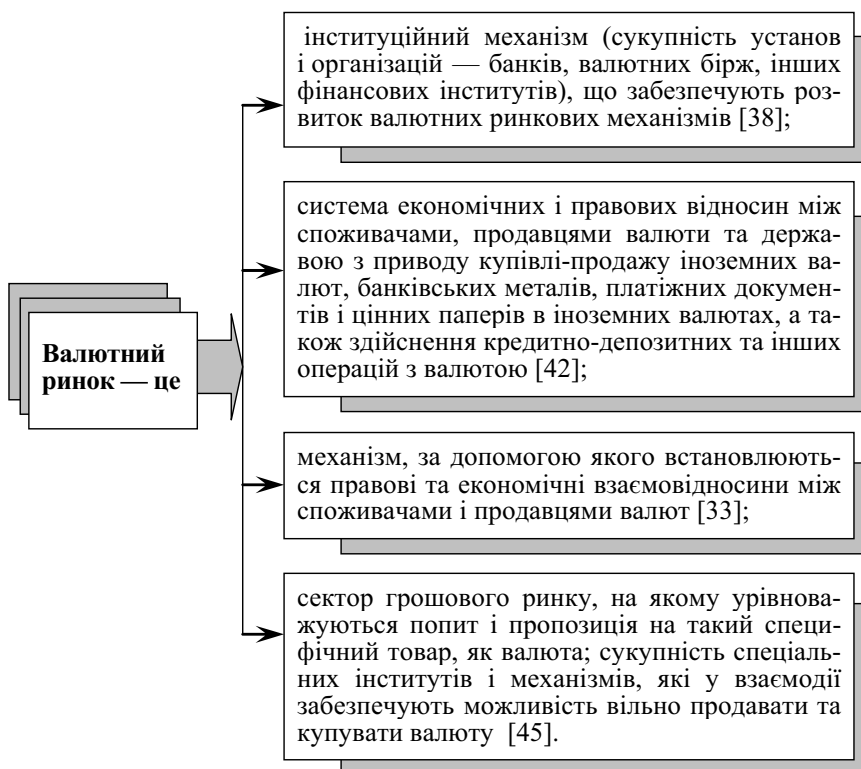 Валютний
ринок — це
інституційний механізм (сукупність установ
і організацій — банків, валютних бірж, інших
фінансових інститутів), що забезпечують роз-
виток валютних ринкових механізмів [38];
система економічних і правових відносин між
споживачами, продавцями валюти та держа-
вою з приводу купівлі-продажу іноземних ва-
лют, банківських металів, платіжних докумен-
тів і цінних паперів в іноземних валютах, а та-
кож здійснення кредитно-депозитних та інших
операцій з валютою [42];
механізм, за допомогою якого встановлюють-
ся правові та економічні взаємовідносини між
споживачами і продавцями валют [33];
сектор грошового ринку, на якому урівнова-
жуються попит і пропозиція на такий специ-
фічний товар, як валюта; сукупність спеціаль-
них інститутів і механізмів, які у взаємодії
забезпечують можливість вільно продавати та
купувати валюту [45].